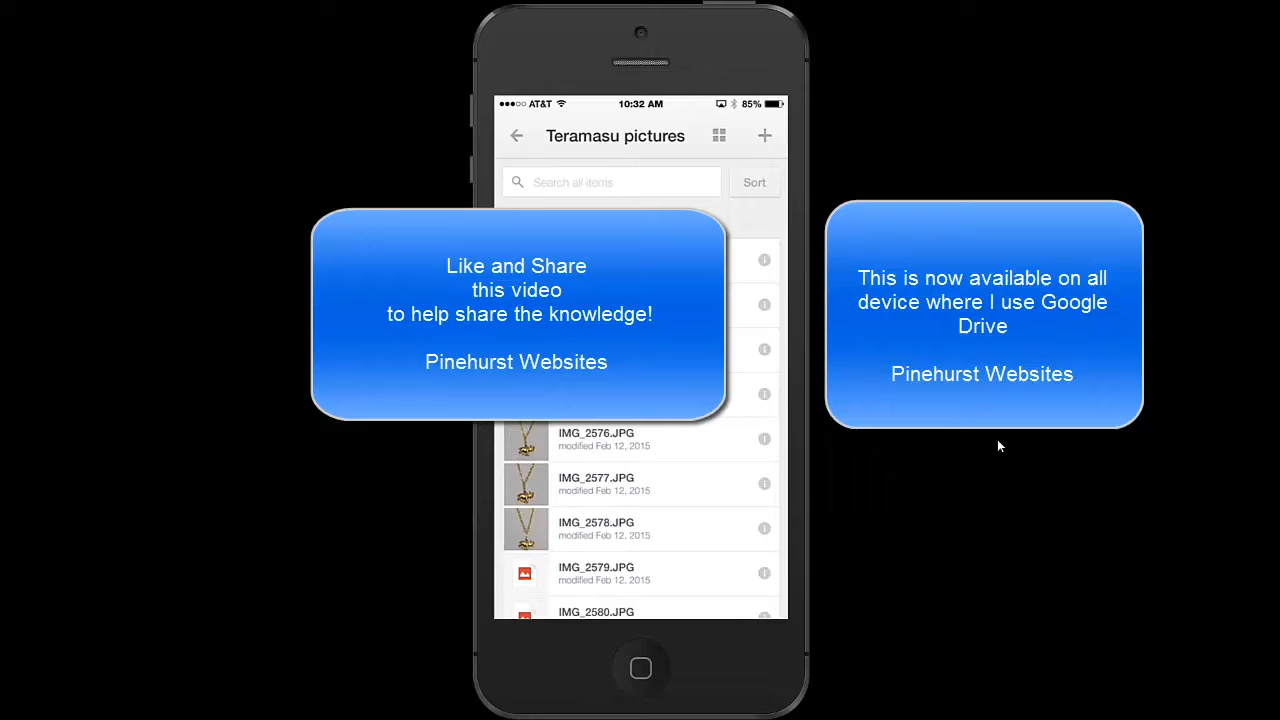 AT&T 10:32 AM 85%
Teramasu pictures
Search all items Sort
Like and Share
this video
to help share the knowledge!
Pinehurst Websites
This is now available on all
device where I use Google
Drive
Pinehurst Websites
IMG_2576.JPG
modified Feb 12, 2015
IMG_2577.JPG
modified Feb 12, 2015
IMG_2578.JPG
modified Feb 12, 2015
IMG_2579.JPG
modified Feb 12, 2015
IMG_2580.JPG